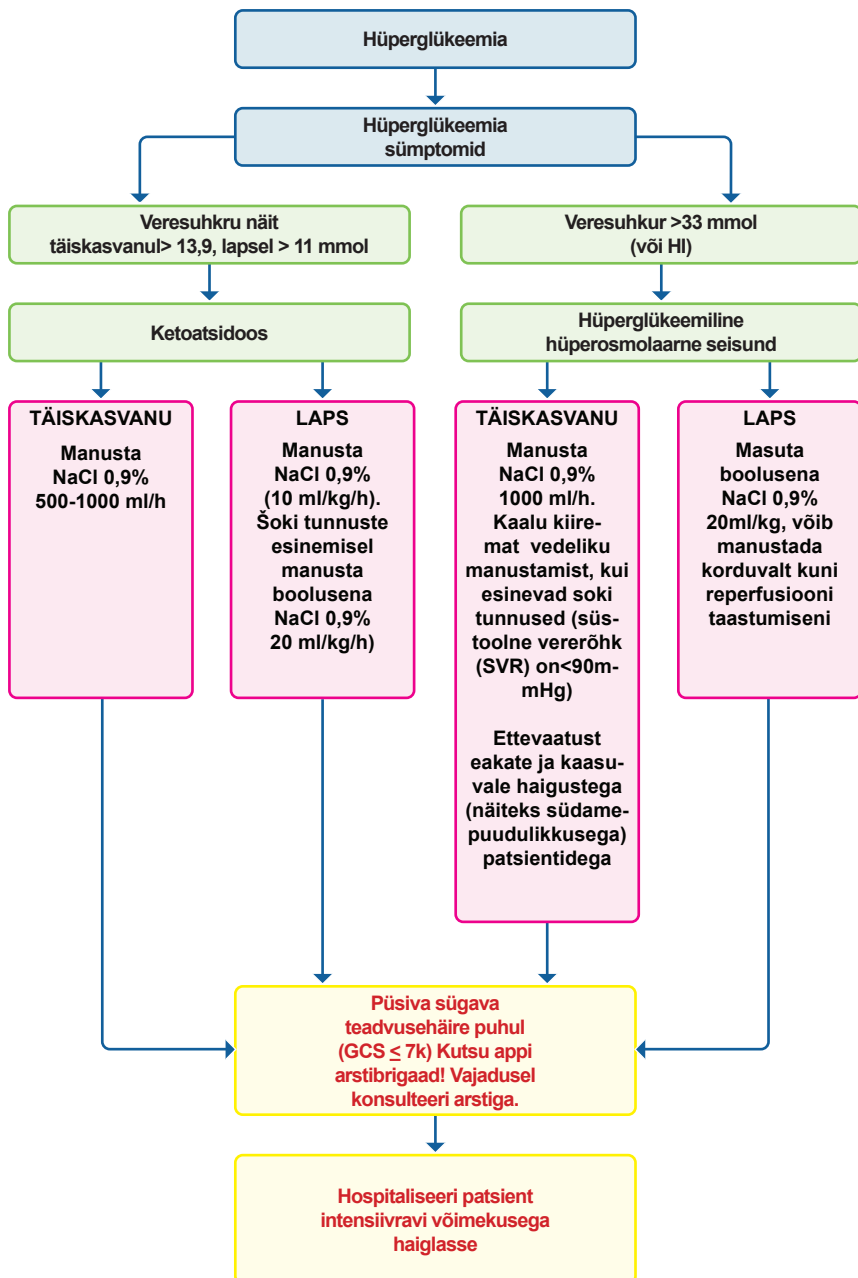 Hüperglükeemia
Hüperglükeemia
sümptomid
Veresuhkru näit
täiskasvanul> 13,9, lapsel > 11 mmol
Veresuhkur >33 mmol
(või HI)
Ketoatsidoos
Hüperglükeemiline
hüperosmolaarne seisund
TÄISKASVANU
Manusta
NaCl 0,9%
500-1000 ml/h
LAPS
Manusta
NaCl 0,9%
(10 ml/kg/h).
Šoki tunnuste
esinemisel
manusta
boolusena
NaCl 0,9%
20 ml/kg/h)
TÄISKASVANU
Manusta
NaCl 0,9%
1000 ml/h.
Kaalu kiire-
mat vedeliku
manustamist, kui
esinevad soki
tunnused (süs-
toolne vererõhk
(SVR) on<90m-
mHg)
Ettevaatust
eakate ja kaasu-
vale haigustega
(näiteks südame-
puudulikkusega)
patsientidega
LAPS
Masuta
boolusena
NaCl 0,9%
20ml/kg, võib
manustada
korduvalt kuni
reperfusiooni
taastumiseni
Püsiva sügava
teadvusehäire puhul
(GCS ≤ 7k) Kutsu appi
arstibrigaad! Vajadusel
konsulteeri arstiga.
Hospitaliseeri patsient
intensiivravi võimekusega
haiglasse